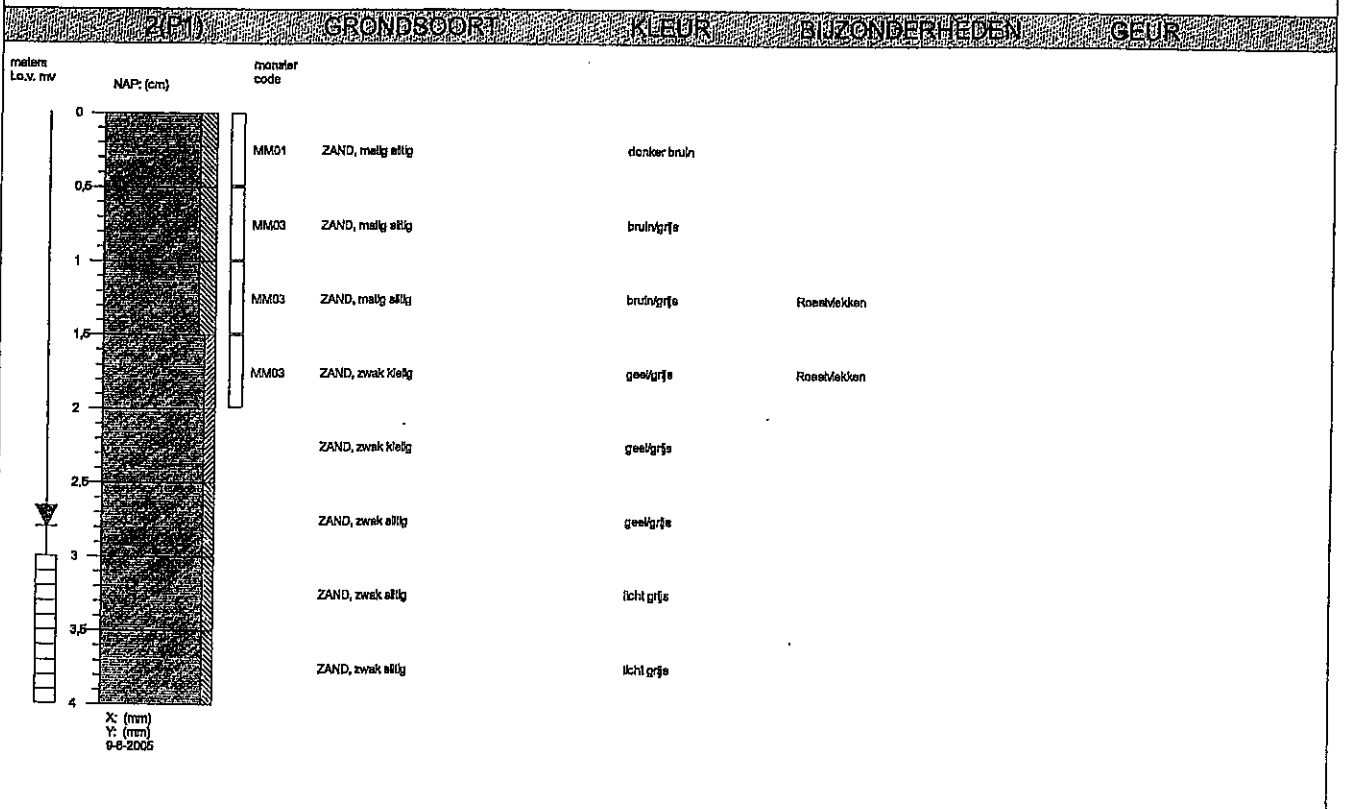 2(P1) GRONDSOORT KLEUR BIJZONDERHEDEN GEUR
meters
t.o.v. mv
NAP: (cm)
monster
code
0
MM01 ZAND, matig siltig donker bruin
0,5
MM03 ZAND, matig siltig bruin/grijs
1
MM03 ZAND, matig siltig bruin/grijs Roestvlekken
1,5
MM03 ZAND, zwak kleiig geel/grijs Roestvlekken
2
ZAND, zwak kleiig geel/grijs
2,5
ZAND, zwak siltig geel/grijs
3
ZAND, zwak siltig licht grijs
3,5
ZAND, zwak siltig licht grijs
4
X: (mm)
Y: (mm)
9-6-2005